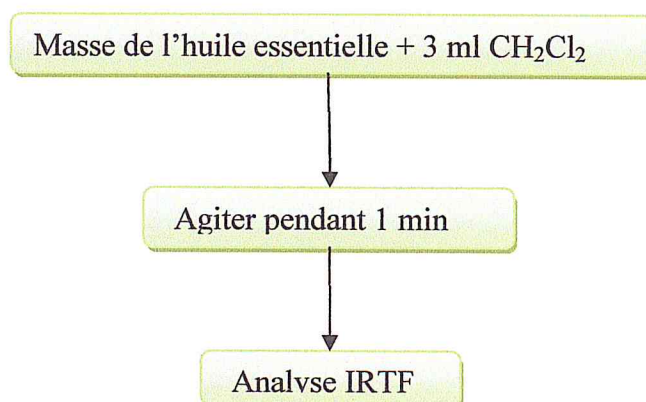 Masse de l’huile essentielle + 3 ml CH₂Cl₂
Agiter pendant 1 min
Analyse IRTF